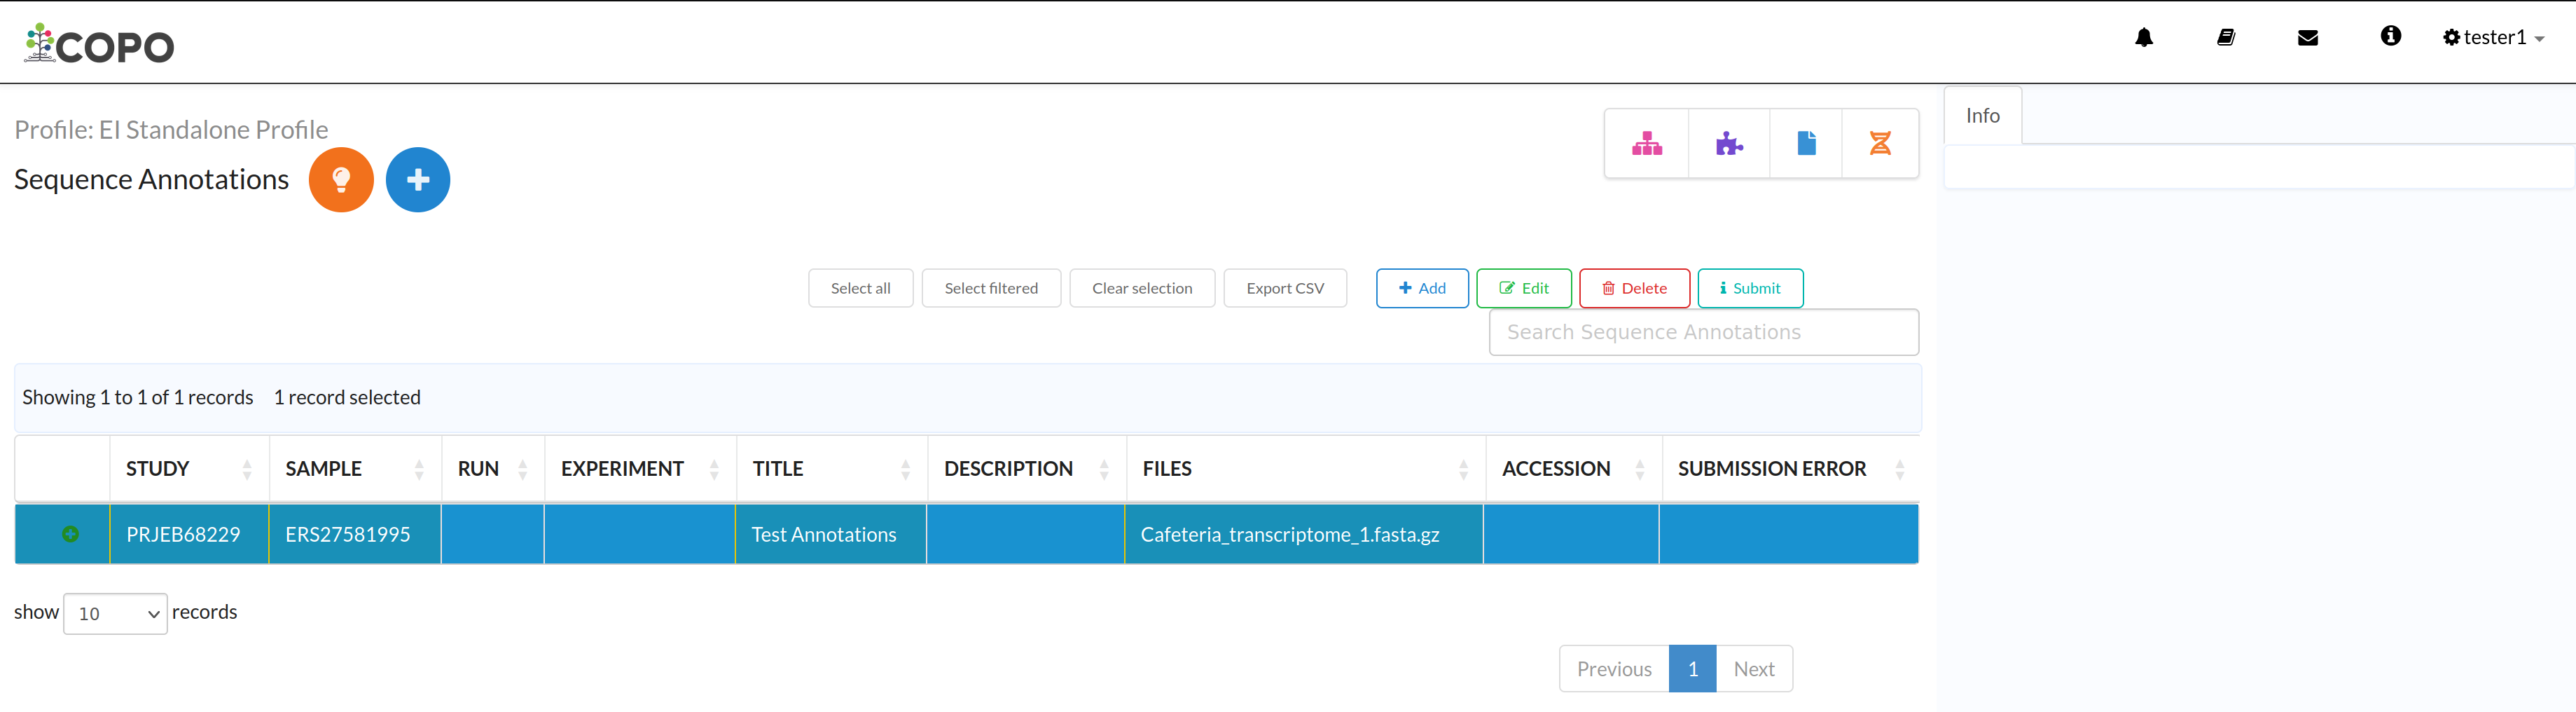 COPO
tester1
Info
Profile: EI Standalone Profile
Sequence Annotations
Select all Select filtered Clear selection Export CSV Add Edit Delete Submit
Search Sequence Annotations
Showing 1 to 1 of 1 records 1 record selected
STUDY SAMPLE RUN EXPERIMENT TITLE DESCRIPTION FILES ACCESSION SUBMISSION ERROR
PRJEB68229 ERS27581995 Test Annotations Cafeteria_transcriptome_1.fasta.gz
show 10 records
Previous 1 Next